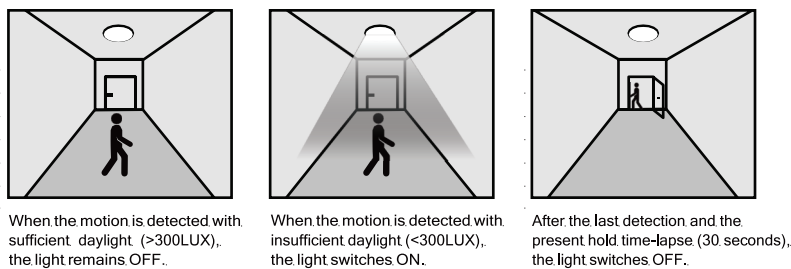 When the motion is detected with
sufficient daylight (>300LUX),
the light remains OFF.
When the motion is detected with
insufficient daylight (<300LUX),
the light switches ON.
After the last detection and the
present hold time-lapse (30 seconds),
the light switches OFF.